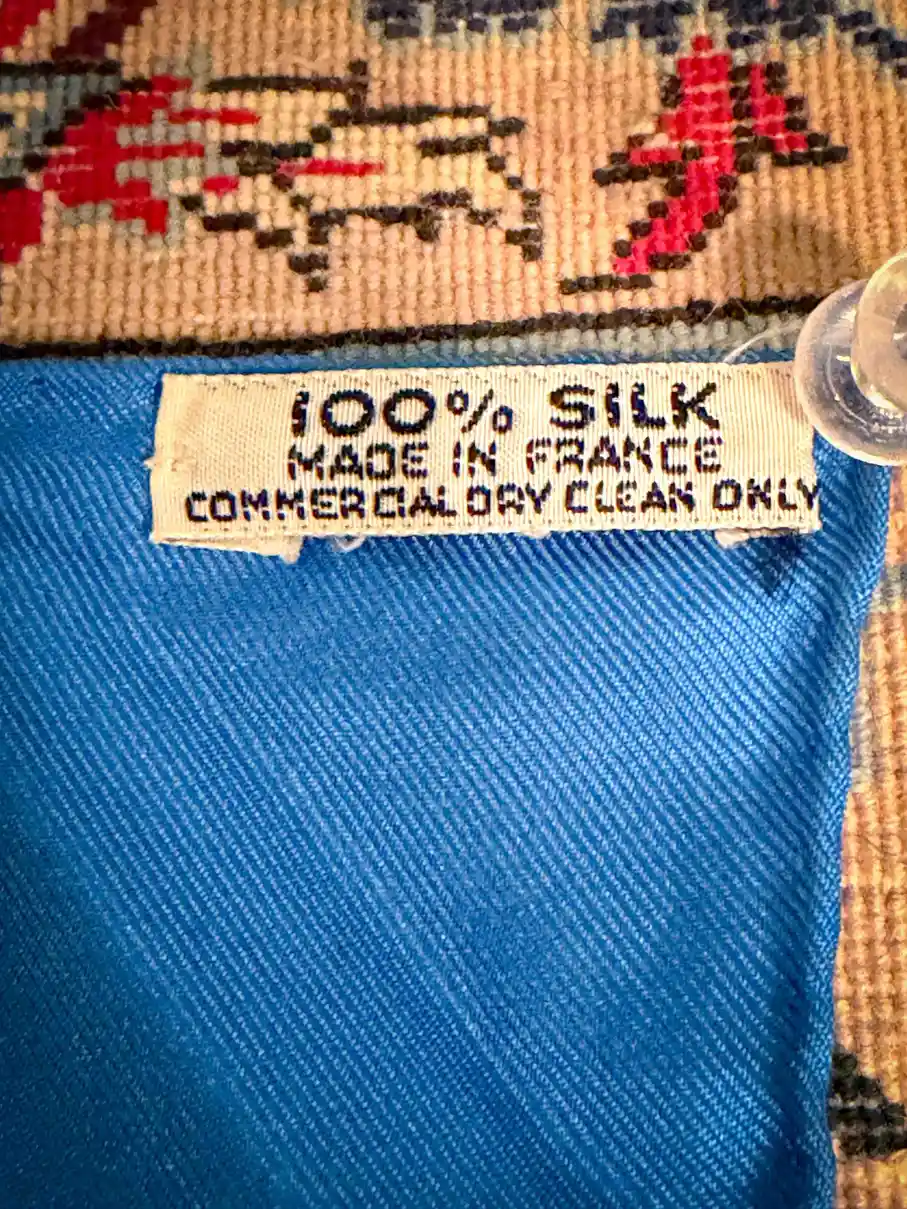 100% SILK
MADE IN FRANCE
COMMERCIAL DRY CLEAN ONLY